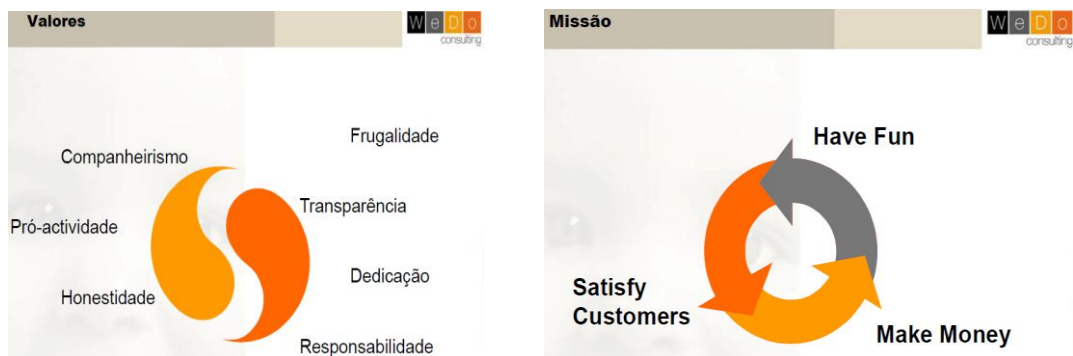 Valores
WeDo
consulting
Frugalidade
Companheirismo
Transparência
Pró-actividade
Dedicação
Honestidade
Responsabilidade
Missão
WeDo
consulting
Have Fun
Satisfy
Customers
Make Money